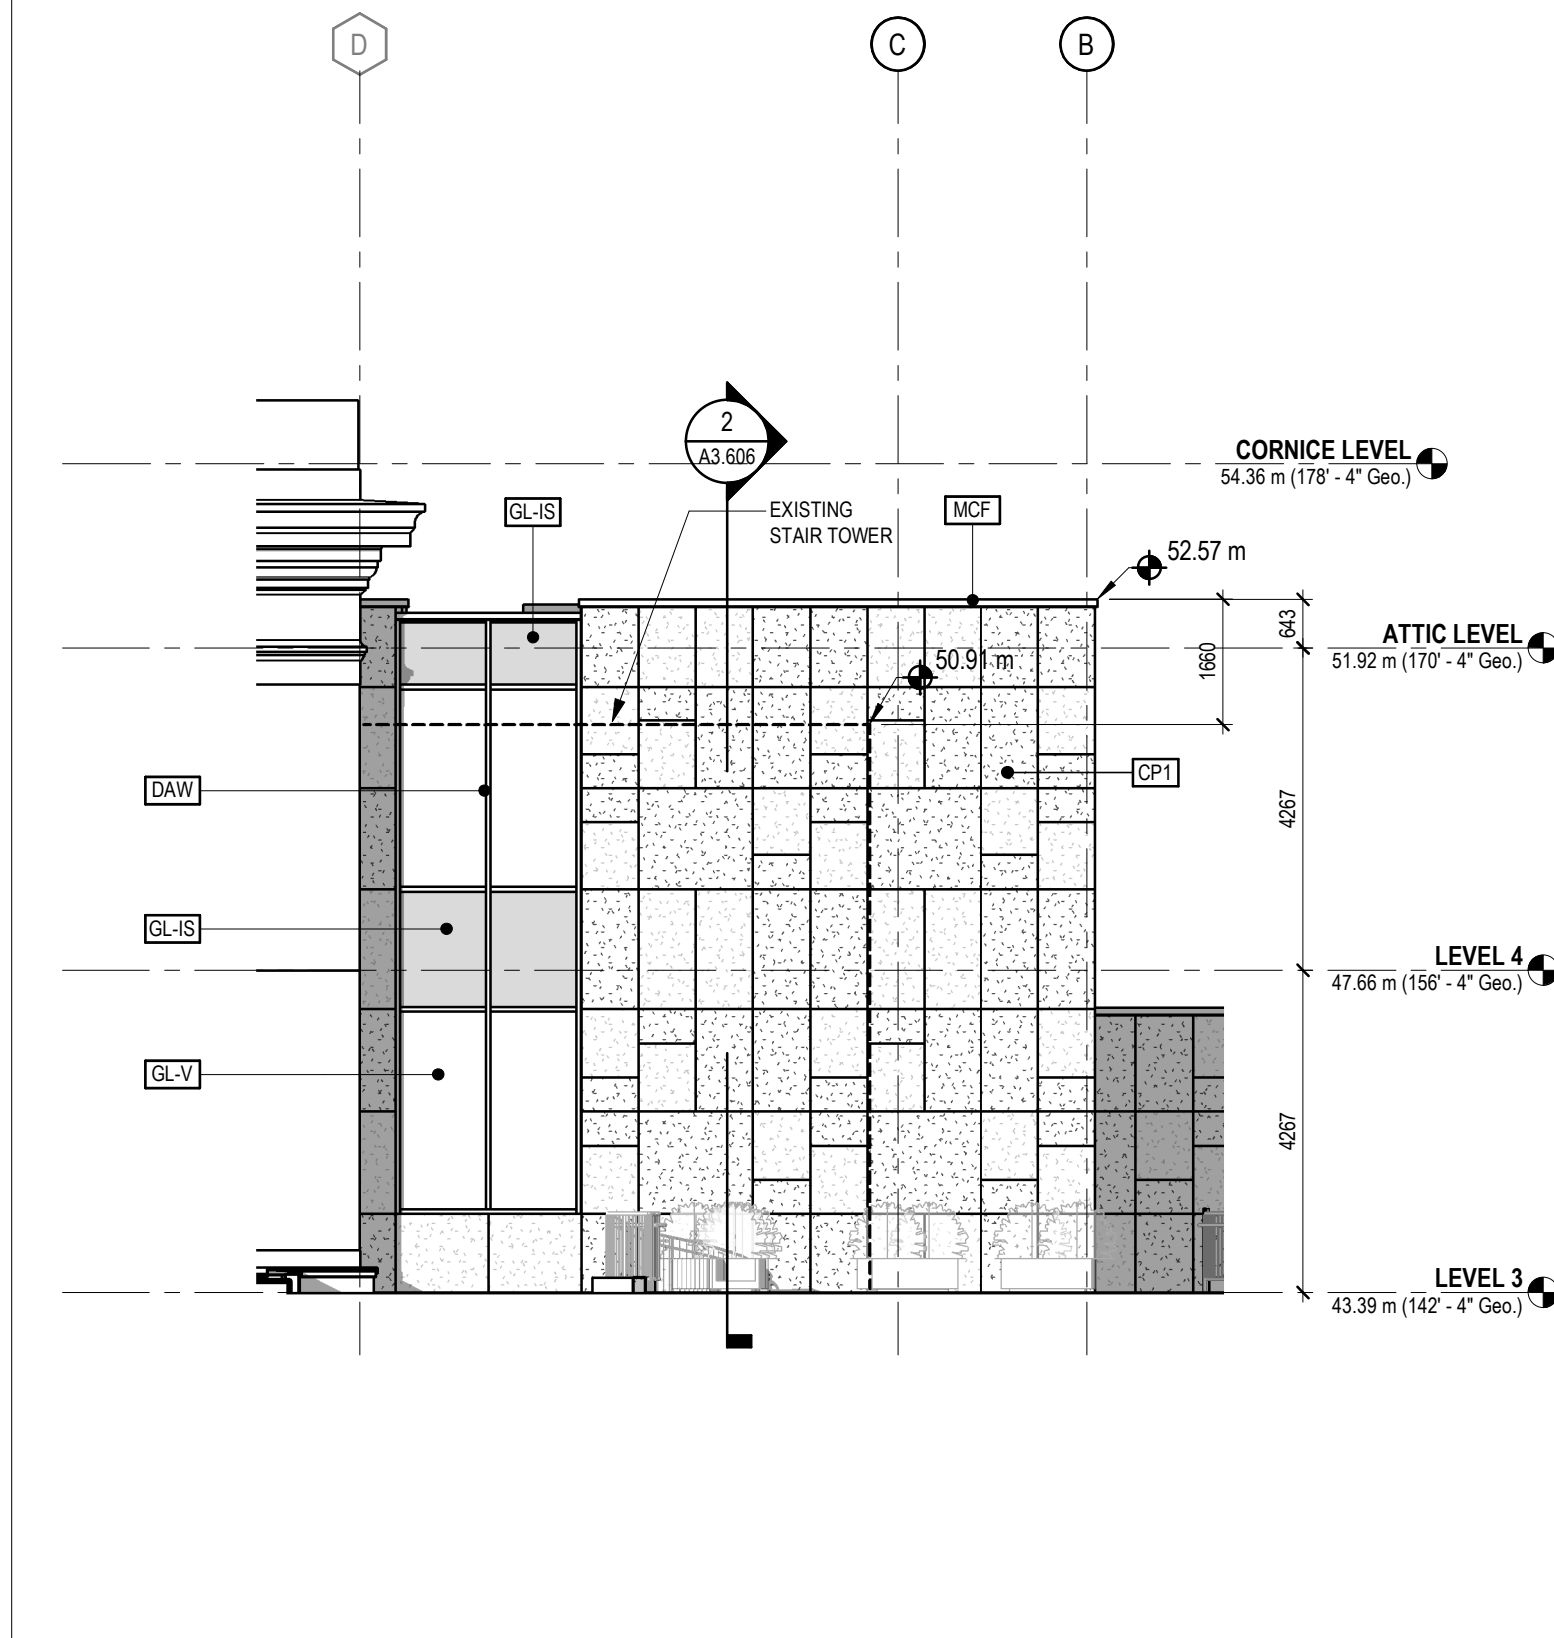 D
C
B
2
A3.606
CORNICE LEVEL
54.36 m (178' - 4" Geo.)
GL-IS
EXISTING
STAIR TOWER
MCF
52.57 m
643
ATTIC LEVEL
51.92 m (170' - 4" Geo.)
50.91 m
1660
DAW
CP1
4267
GL-IS
LEVEL 4
47.66 m (156' - 4" Geo.)
GL-V
4267
LEVEL 3
43.39 m (142' - 4" Geo.)